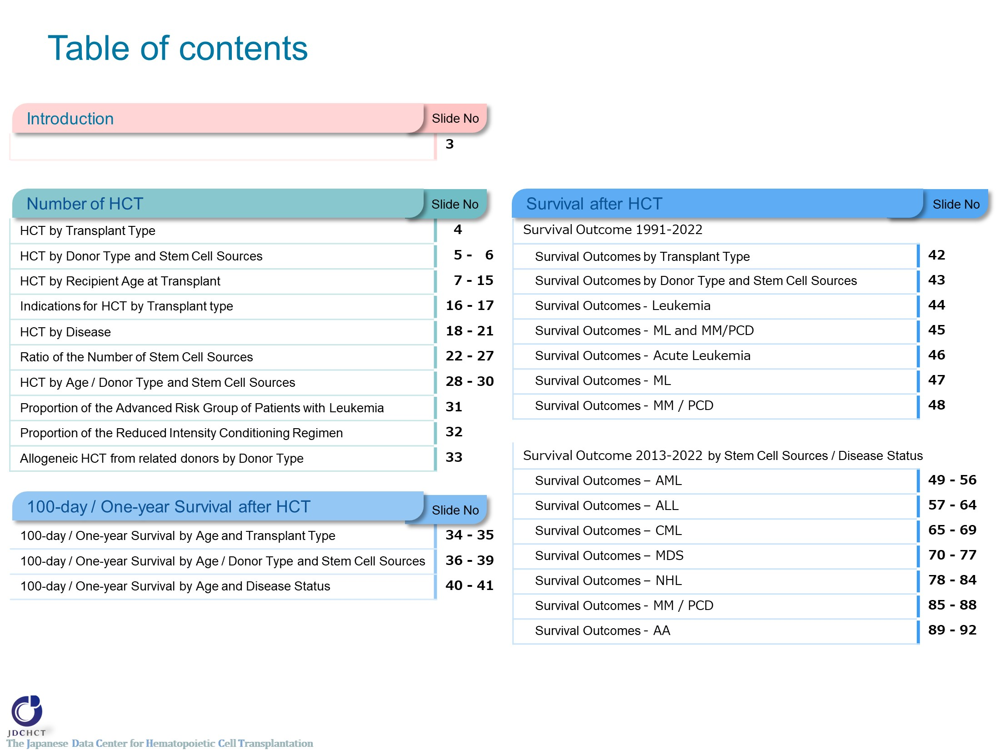 Table of contents
Introduction Slide No
3
Number of HCT Slide No
HCT by Transplant Type 4
HCT by Donor Type and Stem Cell Sources 5 - 6
HCT by Recipient Age at Transplant 7 - 15
Indications for HCT by Transplant type 16 - 17
HCT by Disease 18 - 21
Ratio of the Number of Stem Cell Sources 22 - 27
HCT by Age / Donor Type and Stem Cell Sources 28 - 30
Proportion of the Advanced Risk Group of Patients with Leukemia 31
Proportion of the Reduced Intensity Conditioning Regimen 32
Allogeneic HCT from related donors by Donor Type 33
100-day / One-year Survival after HCT Slide No
100-day / One-year Survival by Age and Transplant Type 34 - 35
100-day / One-year Survival by Age / Donor Type and Stem Cell Sources 36 - 39
100-day / One-year Survival by Age and Disease Status 40 - 41
Survival after HCT Slide No
Survival Outcome 1991-2022
Survival Outcomes by Transplant Type 42
Survival Outcomes by Donor Type and Stem Cell Sources 43
Survival Outcomes - Leukemia 44
Survival Outcomes - ML and MM/PCD 45
Survival Outcomes - Acute Leukemia 46
Survival Outcomes - ML 47
Survival Outcomes - MM / PCD 48
Survival Outcome 2013-2022 by Stem Cell Sources / Disease Status
Survival Outcomes – AML 49 - 56
Survival Outcomes – ALL 57 - 64
Survival Outcomes – CML 65 - 69
Survival Outcomes – MDS 70 - 77
Survival Outcomes – NHL 78 - 84
Survival Outcomes - MM / PCD 85 - 88
Survival Outcomes - AA 89 - 92
JDCHCT
The Japanese Data Center for Hematopoietic Cell Transplantation